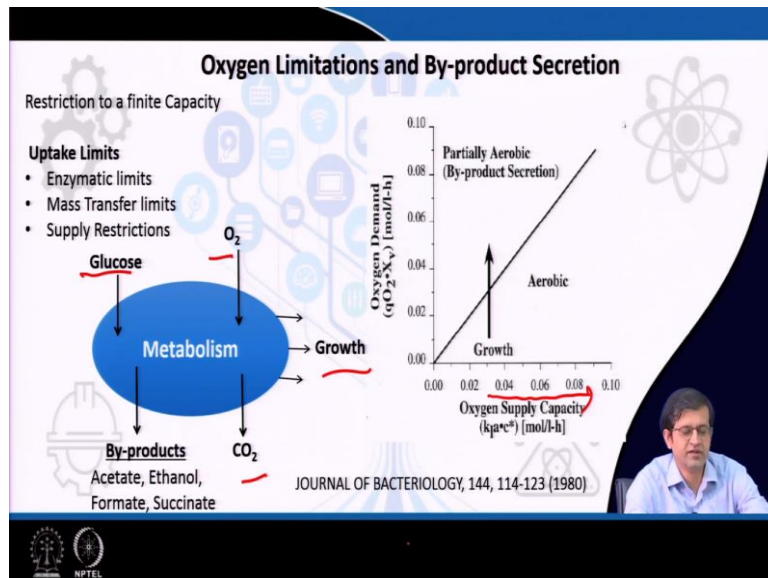 Oxygen Limitations and By-product Secretion
Restriction to a finite Capacity
Uptake Limits
• Enzymatic limits
• Mass Transfer limits
• Supply Restrictions
O2
Glucose
Metabolism
Growth
By-products
Acetate, Ethanol,
Formate, Succinate
CO2
Oxygen Demand
(qO2•Xv) [mol/l-h]
0.10
0.08
0.06
0.04
0.02
0.00
Partially Aerobic
(By-product Secretion)
Aerobic
Growth
0.00 0.02 0.04 0.06 0.08 0.10
Oxygen Supply Capacity
(kla•c*) [mol/l-h]
JOURNAL OF BACTERIOLOGY, 144, 114-123 (1980)
NPTEL